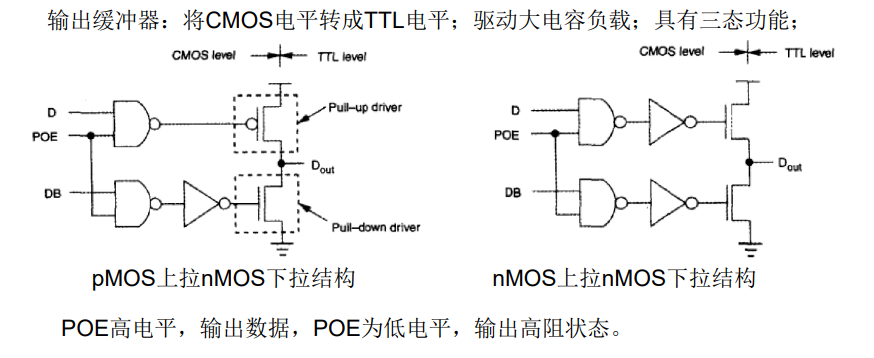 输出缓冲器：将CMOS电平转成TTL电平；驱动大电容负载；具有三态功能；
CMOS level TTL level
D
POE
Pull-up driver
Dout
DB
Pull-down driver
pMOS上拉nMOS下拉结构
CMOS level TTL level
D
POE
Dout
DB
nMOS上拉nMOS下拉结构
POE高电平，输出数据，POE为低电平，输出高阻状态。